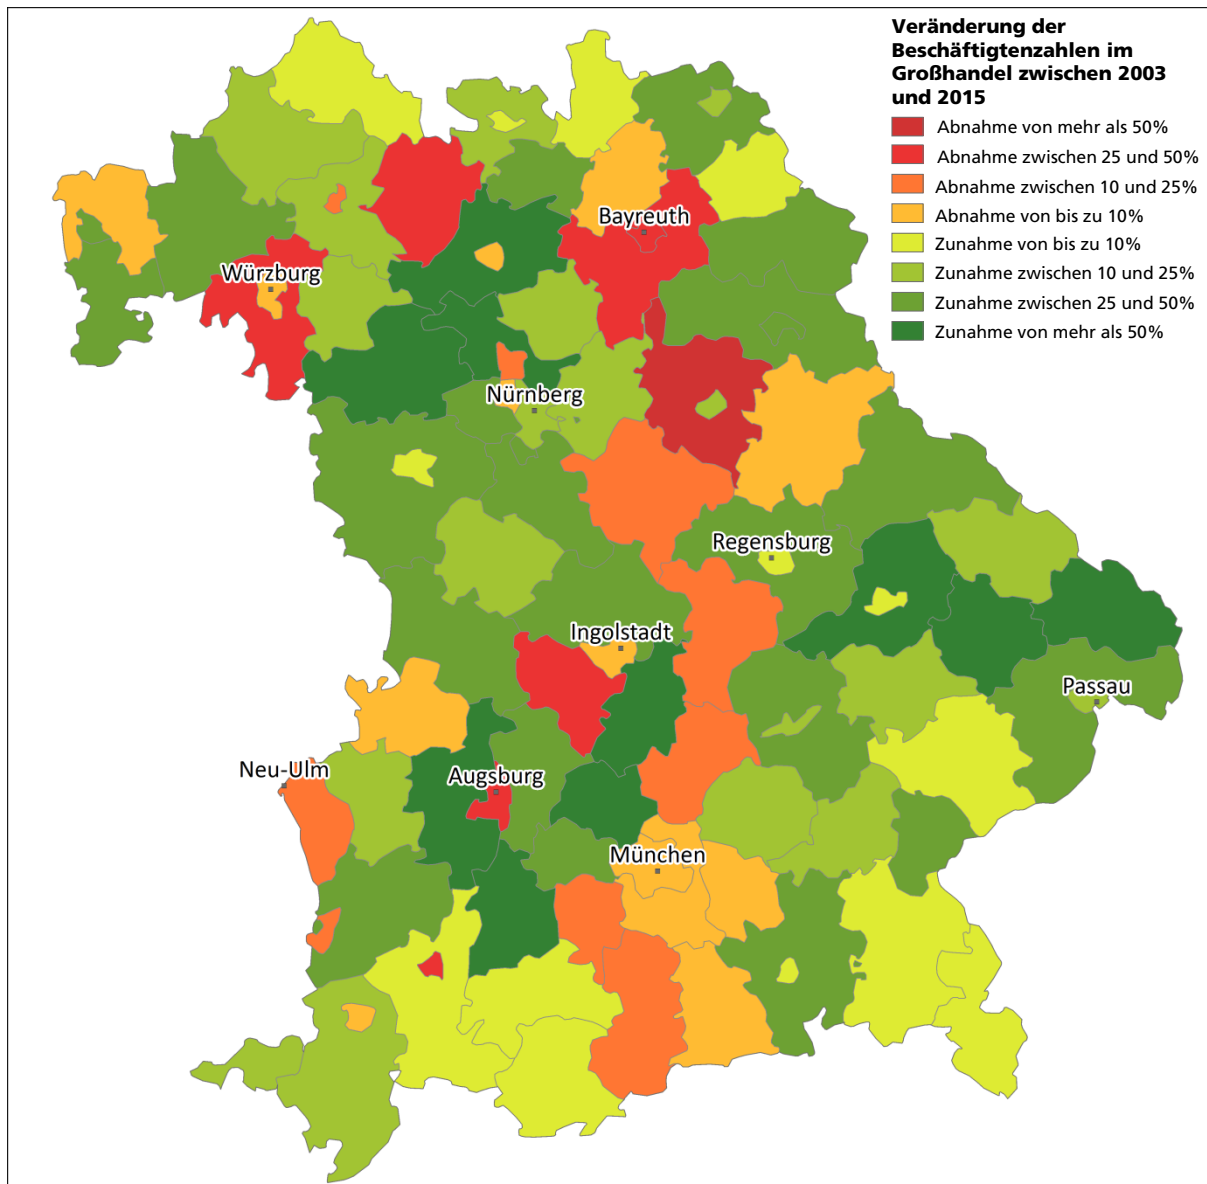 Veränderung der
Beschäftigtenzahlen im
Großhandel zwischen 2003
und 2015
Abnahme von mehr als 50%
Abnahme zwischen 25 und 50%
Abnahme zwischen 10 und 25%
Abnahme von bis zu 10%
Zunahme von bis zu 10%
Zunahme zwischen 10 und 25%
Zunahme zwischen 25 und 50%
Zunahme von mehr als 50%
Bayreuth
Würzburg
Nürnberg
Regensburg
Ingolstadt
Passau
Neu-Ulm
Augsburg
München